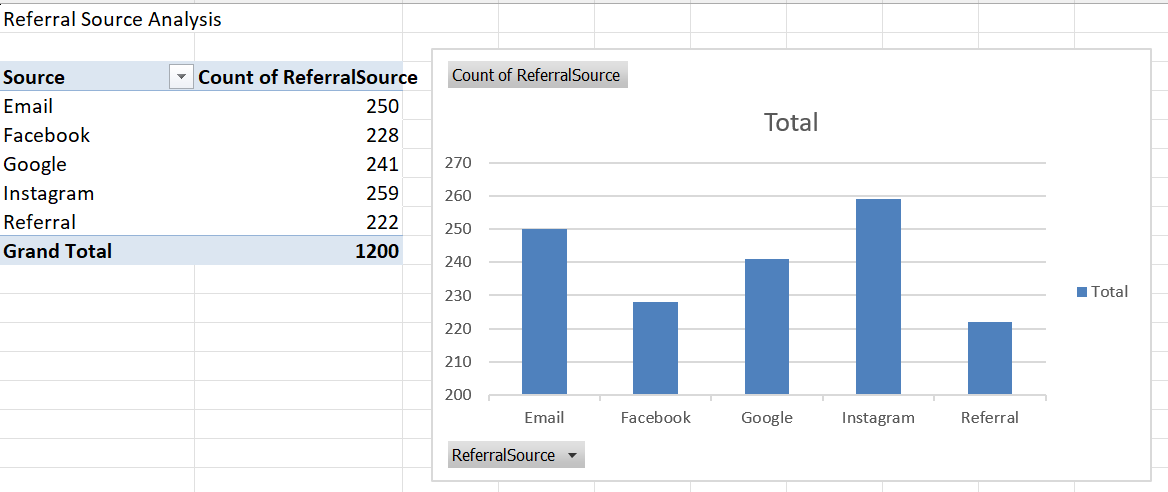 Referral Source Analysis
Source Count of ReferralSource
Email 250
Facebook 228
Google 241
Instagram 259
Referral 222
Grand Total 1200
Count of ReferralSource
Total
270
260
250
240
230
220
210
200
Email Facebook Google Instagram Referral
Total
ReferralSource